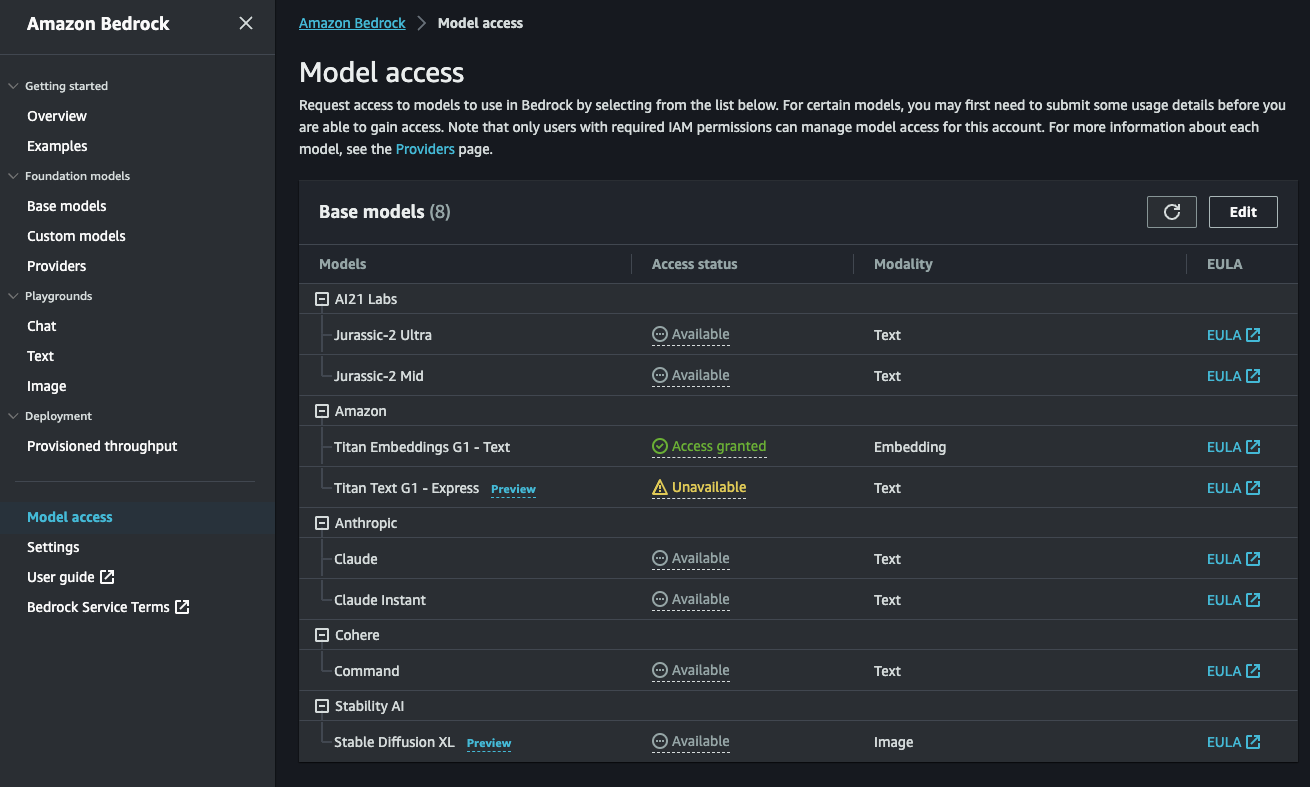 Amazon Bedrock
Getting started
Overview
Examples
Foundation models
Base models
Custom models
Providers
Playgrounds
Chat
Text
Image
Deployment
Provisioned throughput
Model access
Settings
User guide
Bedrock Service Terms
Amazon Bedrock > Model access
Model access
Request access to models to use in Bedrock by selecting from the list below. For certain models, you may first need to submit some usage details before you
are able to gain access. Note that only users with required IAM permissions can manage model access for this account. For more information about each
model, see the Providers page.
Base models (8) Edit
Models Access status Modality EULA
AI21 Labs
Jurassic-2 Ultra Available Text EULA
Jurassic-2 Mid Available Text EULA
Amazon
Titan Embeddings G1 - Text Access granted Embedding EULA
Titan Text G1 - Express Preview Unavailable Text EULA
Anthropic
Claude Available Text EULA
Claude Instant Available Text EULA
Cohere
Command Available Text EULA
Stability AI
Stable Diffusion XL Preview Available Image EULA